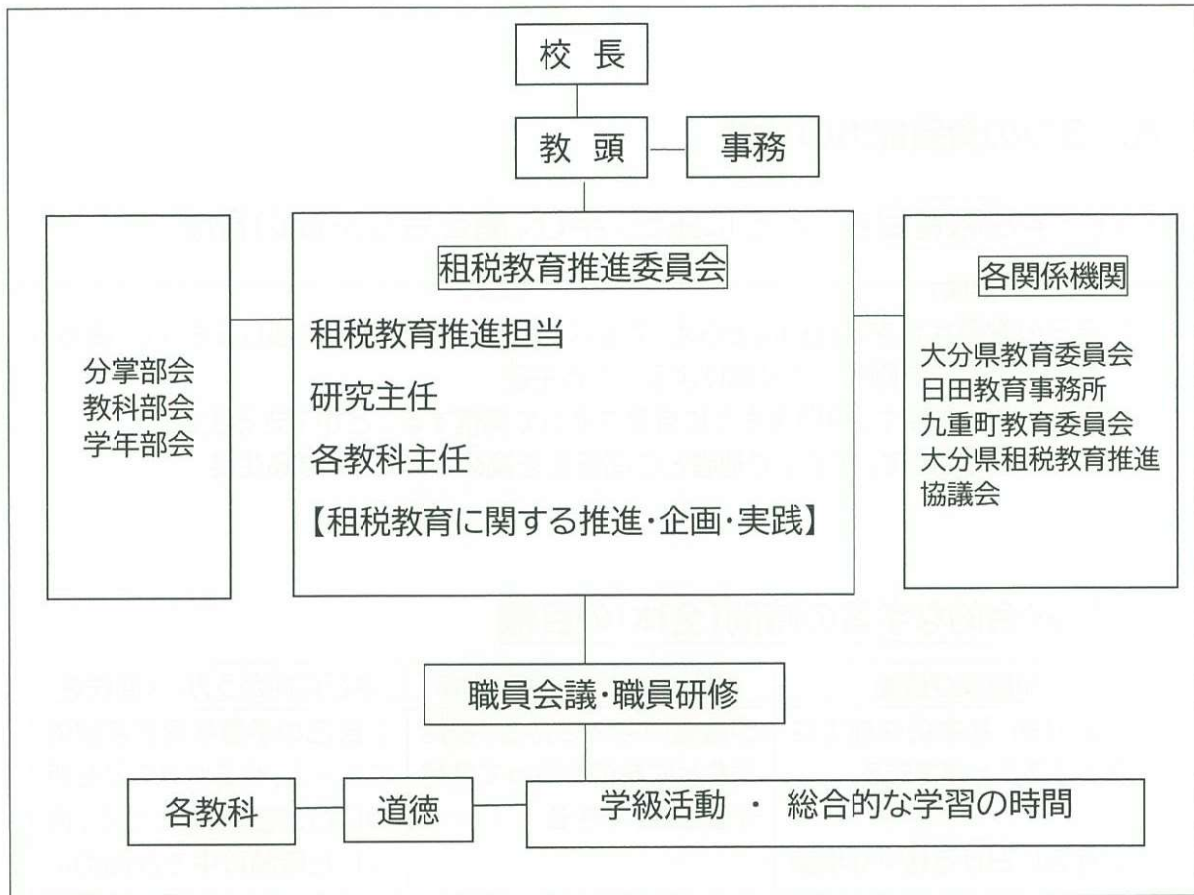 校 長
教 頭
事務
分掌部会
教科部会
学年部会
租税教育推進委員会
租税教育推進担当
研究主任
各教科主任
【租税教育に関する推進・企画・実践】
各関係機関
大分県教育委員会
日田教育事務所
九重町教育委員会
大分県租税教育推進
協議会
職員会議・職員研修
各教科
道徳
学級活動 ・ 総合的な学習の時間